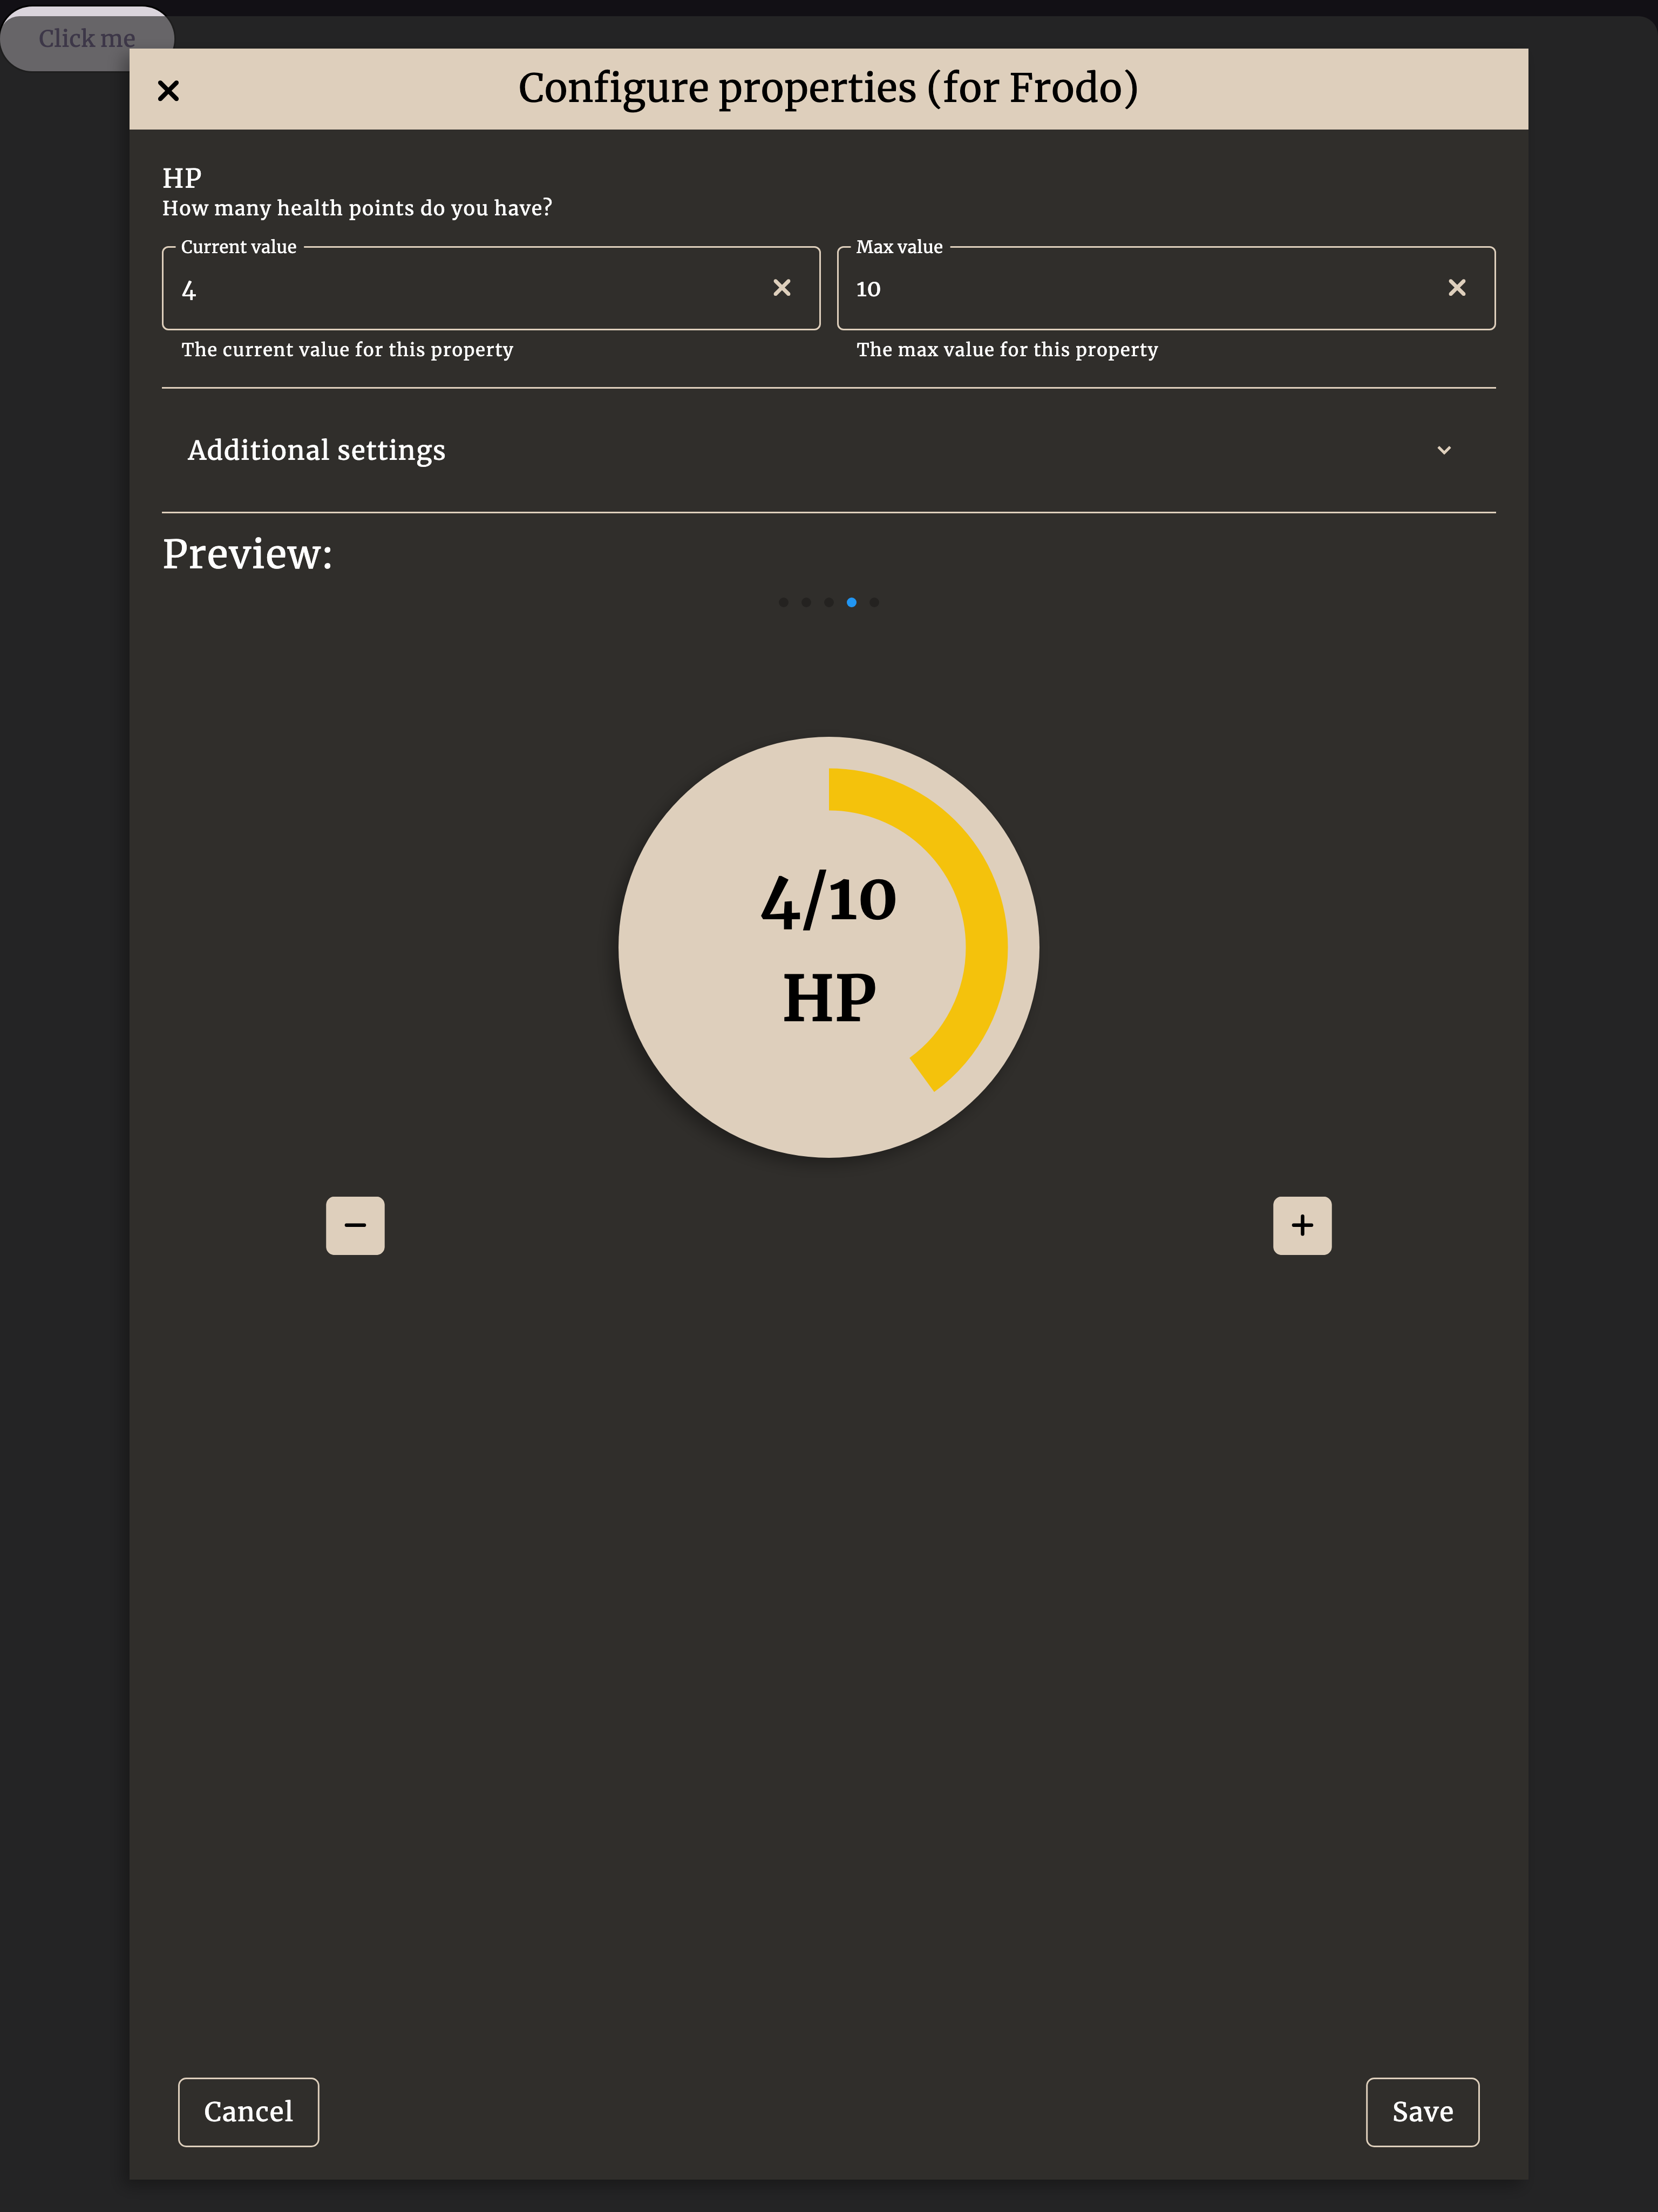 Click me
Configure properties (for Frodo)
HP
How many health points do you have?
Current value
Max value
4
10
The current value for this property
The max value for this property
Additional settings
Preview:
4/10
HP
Cancel
Save